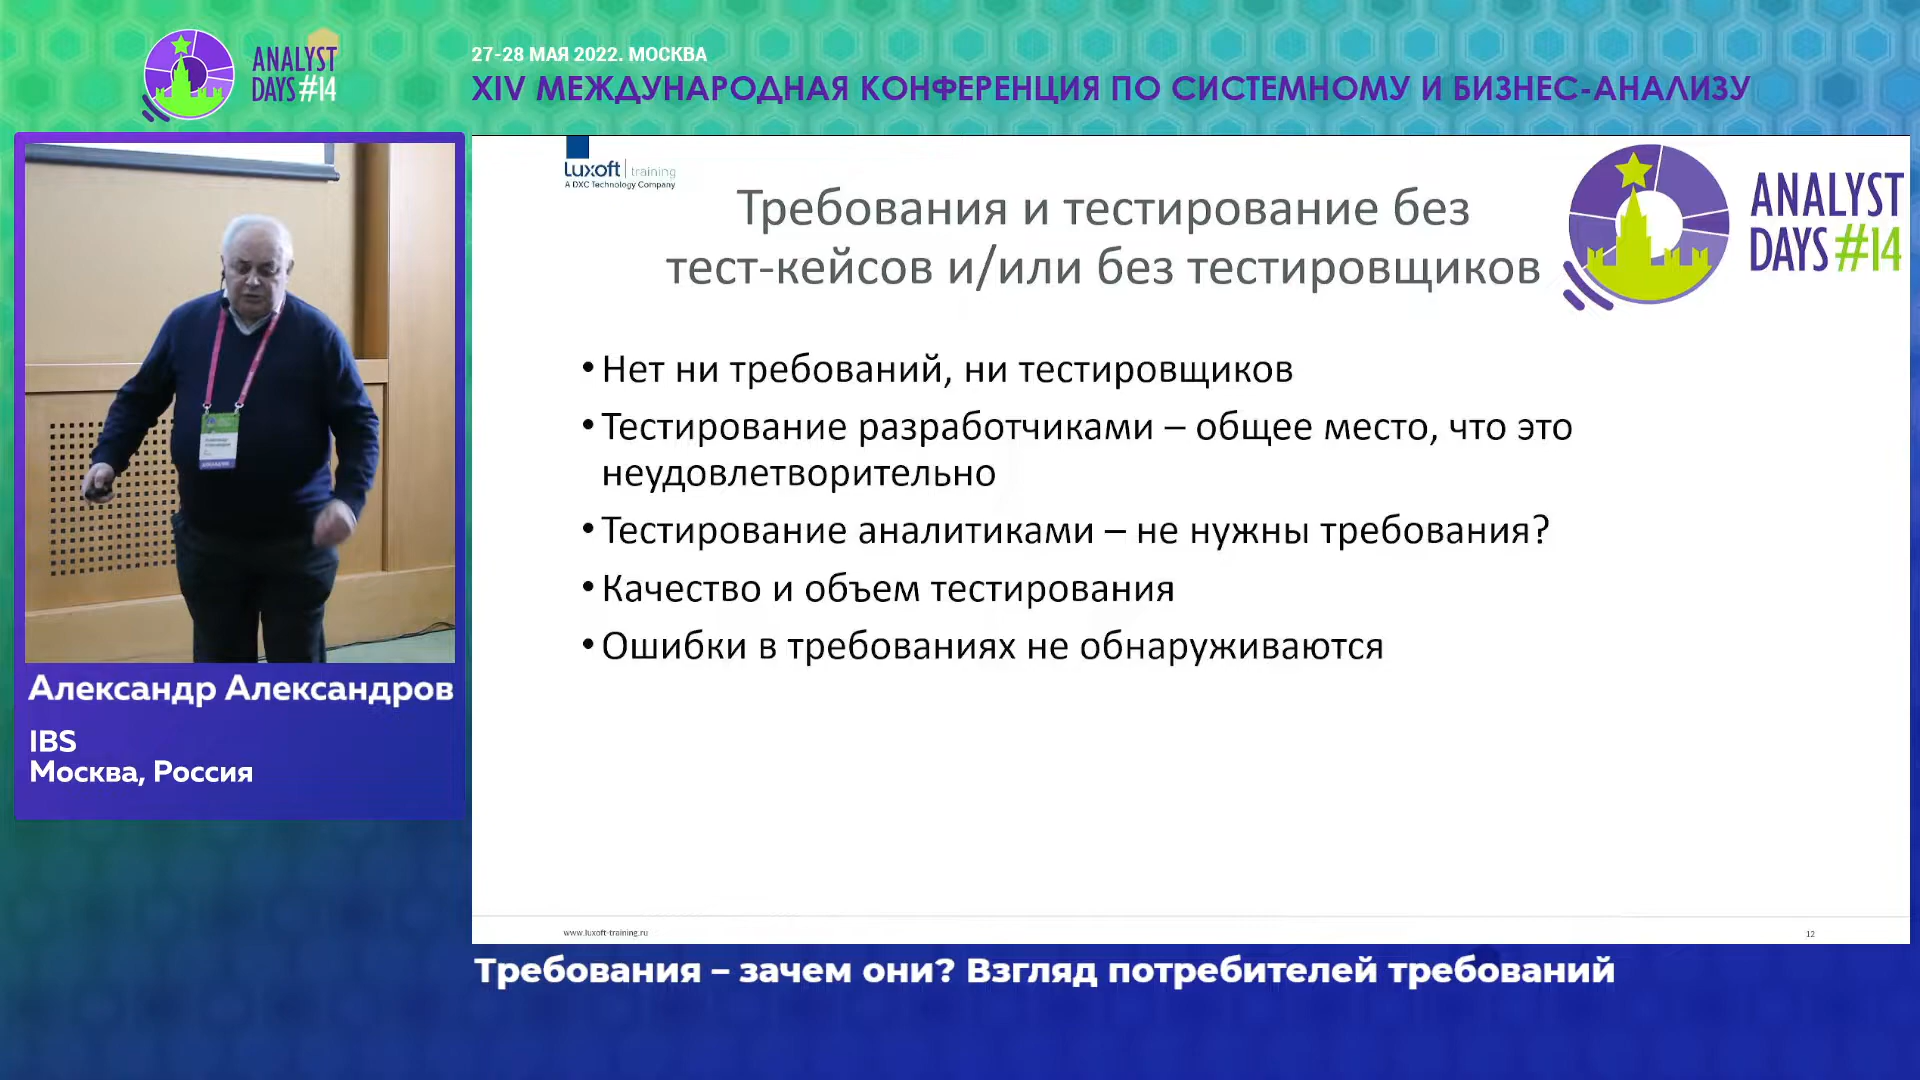 ANALYST
DAYS #14
27-28 МАЯ 2022. МОСКВА
XIV МЕЖДУНАРОДНАЯ КОНФЕРЕНЦИЯ ПО СИСТЕМНОМУ И БИЗНЕС-АНАЛИЗУ
Luxoft training
A DXC Technology Company
Требования и тестирование без
тест-кейсов и/или без тестировщиков
ANALYST
DAYS #14
• Нет ни требований, ни тестировщиков
• Тестирование разработчиками – общее место, что это
неудовлетворительно
• Тестирование аналитиками – не нужны требования?
• Качество и объем тестирования
• Ошибки в требованиях не обнаруживаются
Александр Александров
IBS
Москва, Россия
www.luxoft-training.ru
12
Требования – зачем они? Взгляд потребителей требований